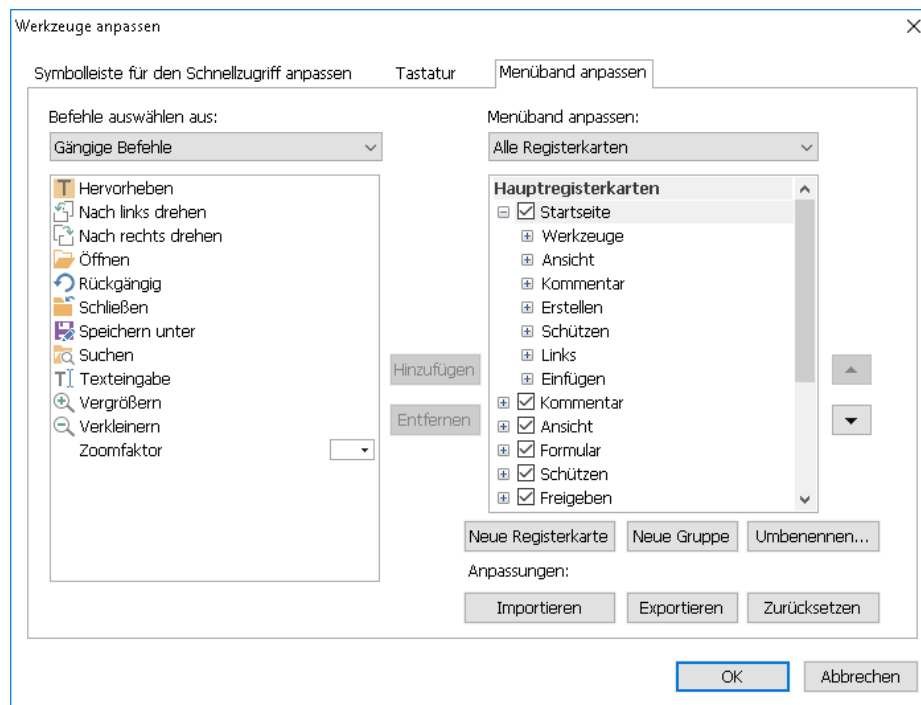 Werkzeuge anpassen
Symbolleiste für den Schnellzugriff anpassen
Tastatur
Menüband anpassen
Befehle auswählen aus:
Gängige Befehle
Hervorheben
Nach links drehen
Nach rechts drehen
Öffnen
Rückgängig
Schließen
Speichern unter
Suchen
Texteingabe
Vergrößern
Verkleinern
Zoomfaktor
Hinzufügen
Entfernen
Menüband anpassen:
Alle Registerkarten
Hauptregisterkarten
Startseite
Werkzeuge
Ansicht
Kommentar
Erstellen
Schützen
Links
Einfügen
Kommentar
Ansicht
Formular
Schützen
Freigeben
Neue Registerkarte
Neue Gruppe
Umbenennen...
Anpassungen:
Importieren
Exportieren
Zurücksetzen
OK
Abbrechen